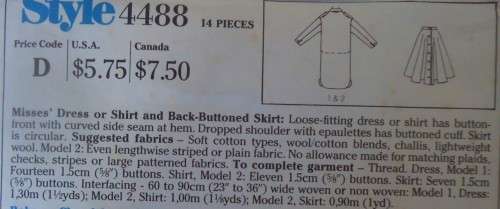 Style 4488 14 PIECES
Price Code U.S.A. Canada
D $5.75 $7.50
1 & 2
Misses' Dress or Shirt and Back-Buttoned Skirt: Loose-fitting dress or shirt has button-
front with curved side seam at hem. Dropped shoulder with epaulettes has buttoned cuff. Skirt
is circular. Suggested fabrics – Soft cotton types, wool/cotton blends, challis, lightweight
wool. Model 2: Even lengthwise striped or plain fabric. No allowance made for matching plaids,
checks, stripes or large patterned fabrics. To complete garment – Thread. Dress, Model 1:
Fourteen 1.5cm (⅝") buttons. Shirt, Model 2: Eleven 1.5cm (⅝") buttons. Skirt: Seven 1.5cm
(⅝") buttons. Interfacing - 60 to 90cm (23" to 36") wide woven or non woven: Model 1, Dress:
1,30m (1½yds); Model 2, Shirt: 1,00m (1⅛yds); Model 2, Skirt: 0,90m (1yd).